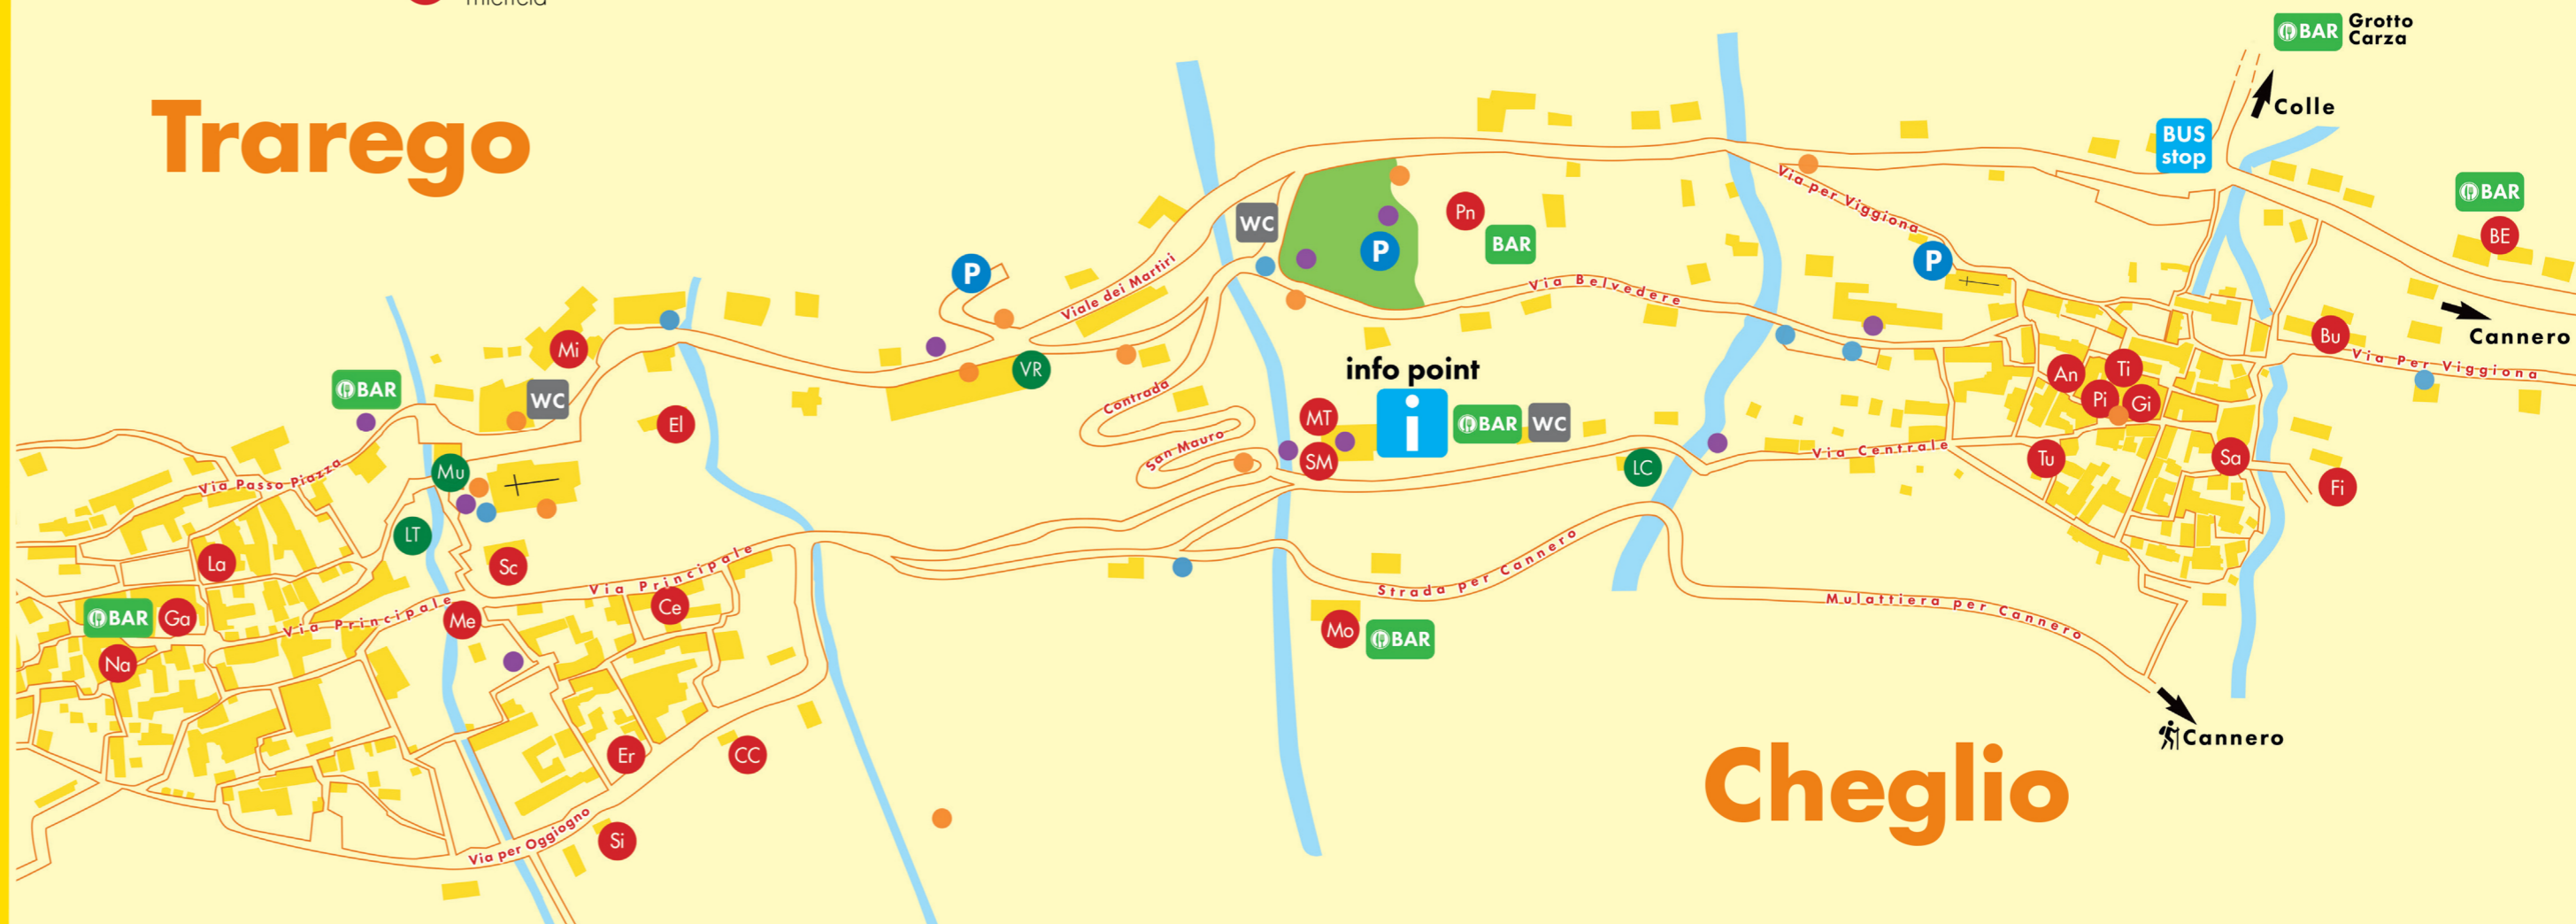 Trarego
BAR
Grotto
Carza
Colle
BUS
stop
BAR
BE
Via per Viggiona
WC
Pn
P
BAR
P
P
Viale dei Martiri
Via Belvedere
Cannero
Bu
Via Per Viggiona
Mi
VR
info point
i
An
Ti
Pi
Gi
BAR
WC
Contrada
El
MT
BAR
WC
San Mauro
SM
LC
Via Centrale
Tu
Sa
Fi
Via Passo Piazza
Mu
LT
La
Sc
Via Principale
Strada per Cannero
Mulattiera per Cannero
BAR
Ga
Via Principale
Me
Ce
Mo
BAR
Na
Er
CC
Cannero
Cheglio
Via per Oggiogno
Si